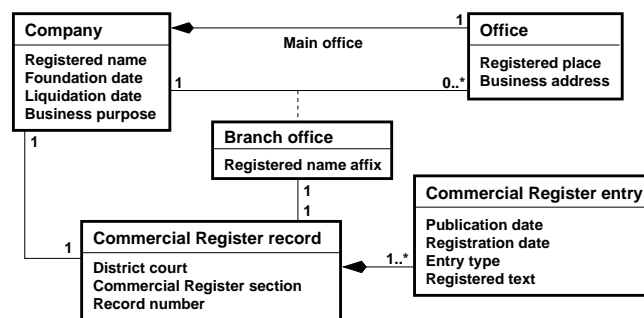 Company
Registered name
Foundation date
Liquidation date
Business purpose
1
Main office
Office
Registered place
Business address
1
0..*
Branch office
Registered name affix
1
1
1
1
Commercial Register record
District court
Commercial Register section
Record number
1..*
Commercial Register entry
Publication date
Registration date
Entry type
Registered text